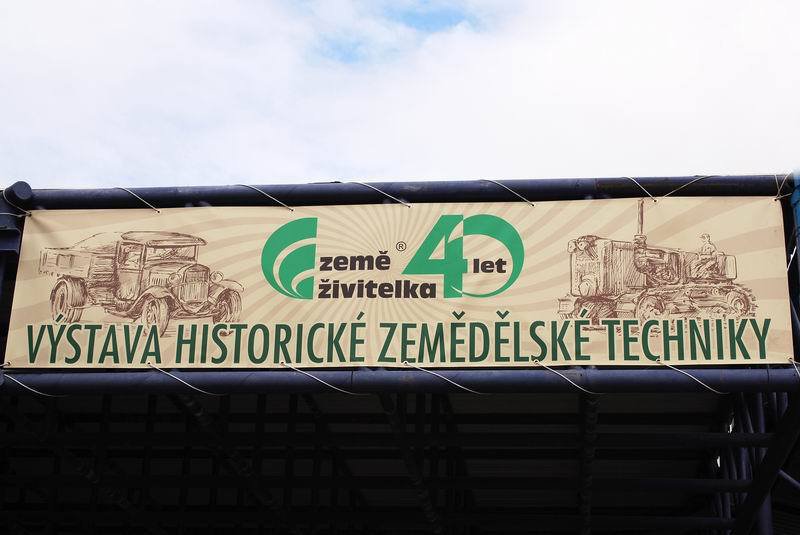 země ® 40 let
živitelka
VÝSTAVA HISTORICKÉ ZEMĚDĚLSKÉ TECHNIKY